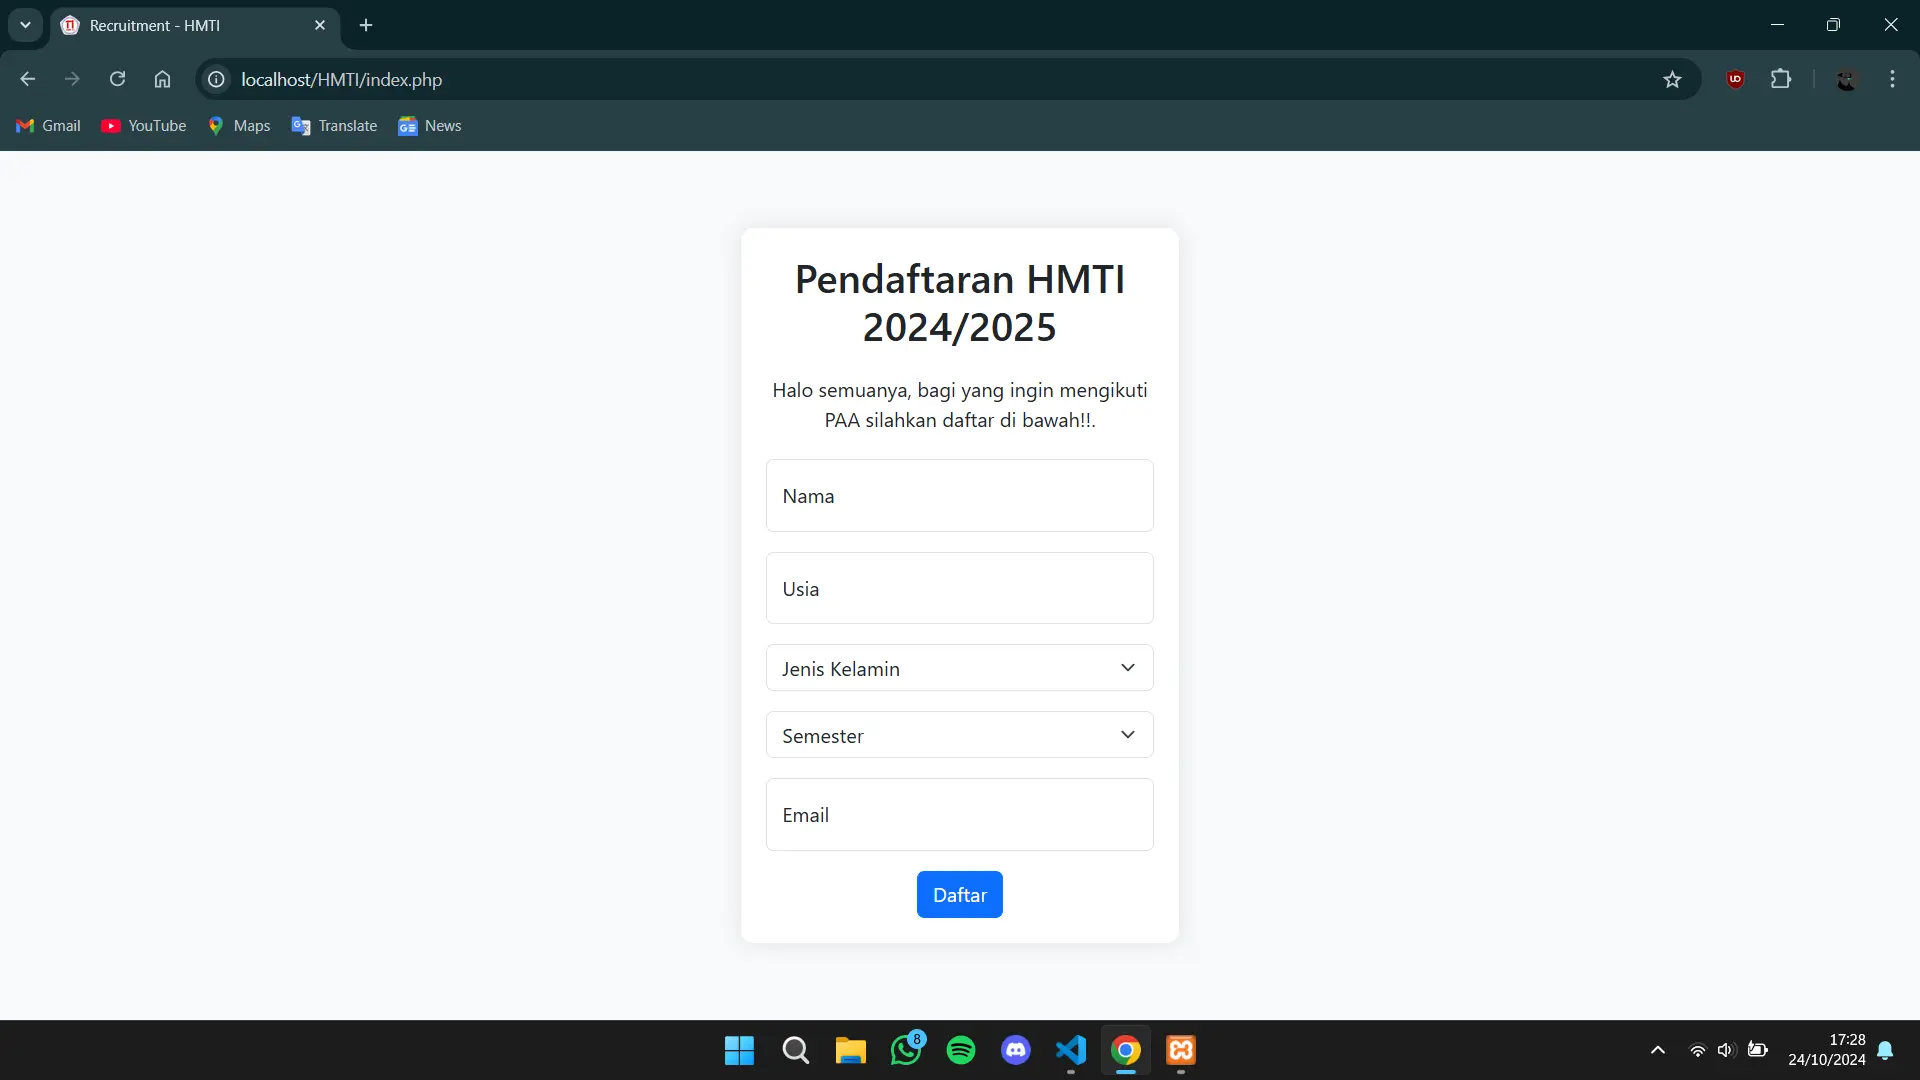 Recruitment - HMTI
localhost/HMTI/index.php
Gmail
YouTube
Maps
Translate
News
Pendaftaran HMTI
2024/2025
Halo semuanya, bagi yang ingin mengikuti
PAA silahkan daftar di bawah!!.
Nama
Usia
Jenis Kelamin
Semester
Email
Daftar
8
17:28
24/10/2024